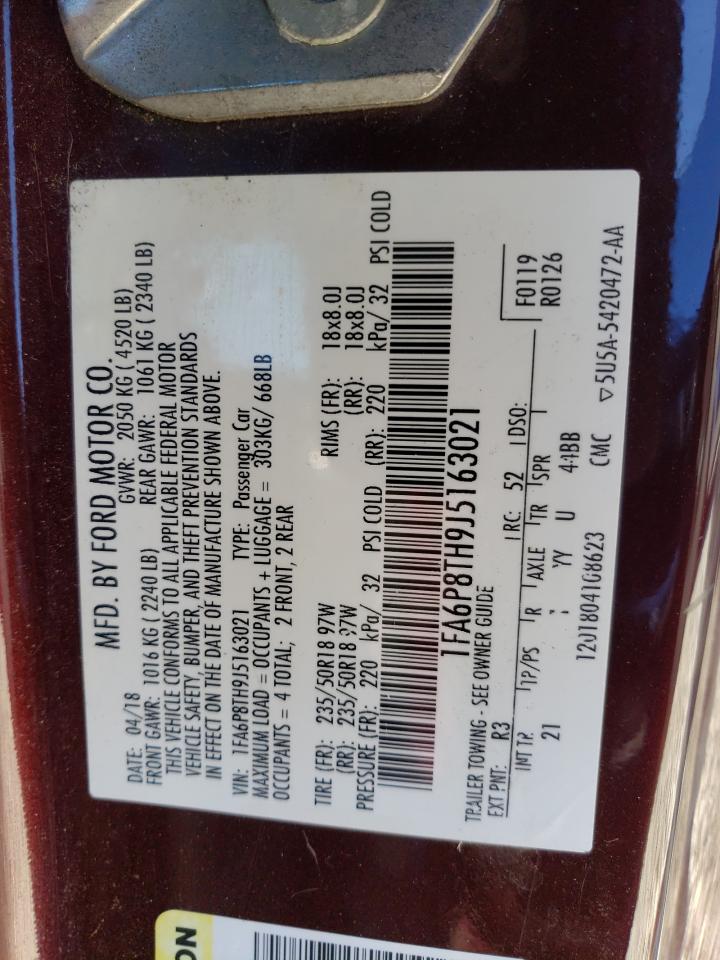 MFD. BY FORD MOTOR CO.
DATE: 04/18 GVWR: 2050 KG ( 4520 LB)
FRONT GAWR: 1016 KG ( 2240 LB) REAR GAWR: 1061 KG ( 2340 LB)
THIS VEHICLE CONFORMS TO ALL APPLICABLE FEDERAL MOTOR
VEHICLE SAFETY, BUMPER, AND THEFT PREVENTION STANDARDS
IN EFFECT ON THE DATE OF MANUFACTURE SHOWN ABOVE.
VIN: 1FA6P8TH9J5163021 TYPE: Passenger Car
MAXIMUM LOAD = OCCUPANTS + LUGGAGE = 303KG/ 668LB
OCCUPANTS = 4 TOTAL; 2 FRONT, 2 REAR
TIRE (FR): 235/50R18 97W RIMS (FR): 18x8.0J
(RR): 235/50R18 97W (RR): 18x8.0J
PRESSURE (FR): 220 kPa/ 32 PSI COLD (RR): 220 kPa/ 32 PSI COLD
1FA6P8TH9J5163021
TRAILER TOWING - SEE OWNER GUIDE
EXT PNT: R3 RC: 52 DSO: F0119
R0126
INT TR TP/PS R AXLE TR SPR
21 YY U 44BB
CMC ▽5U5A-5420472-AA
ON